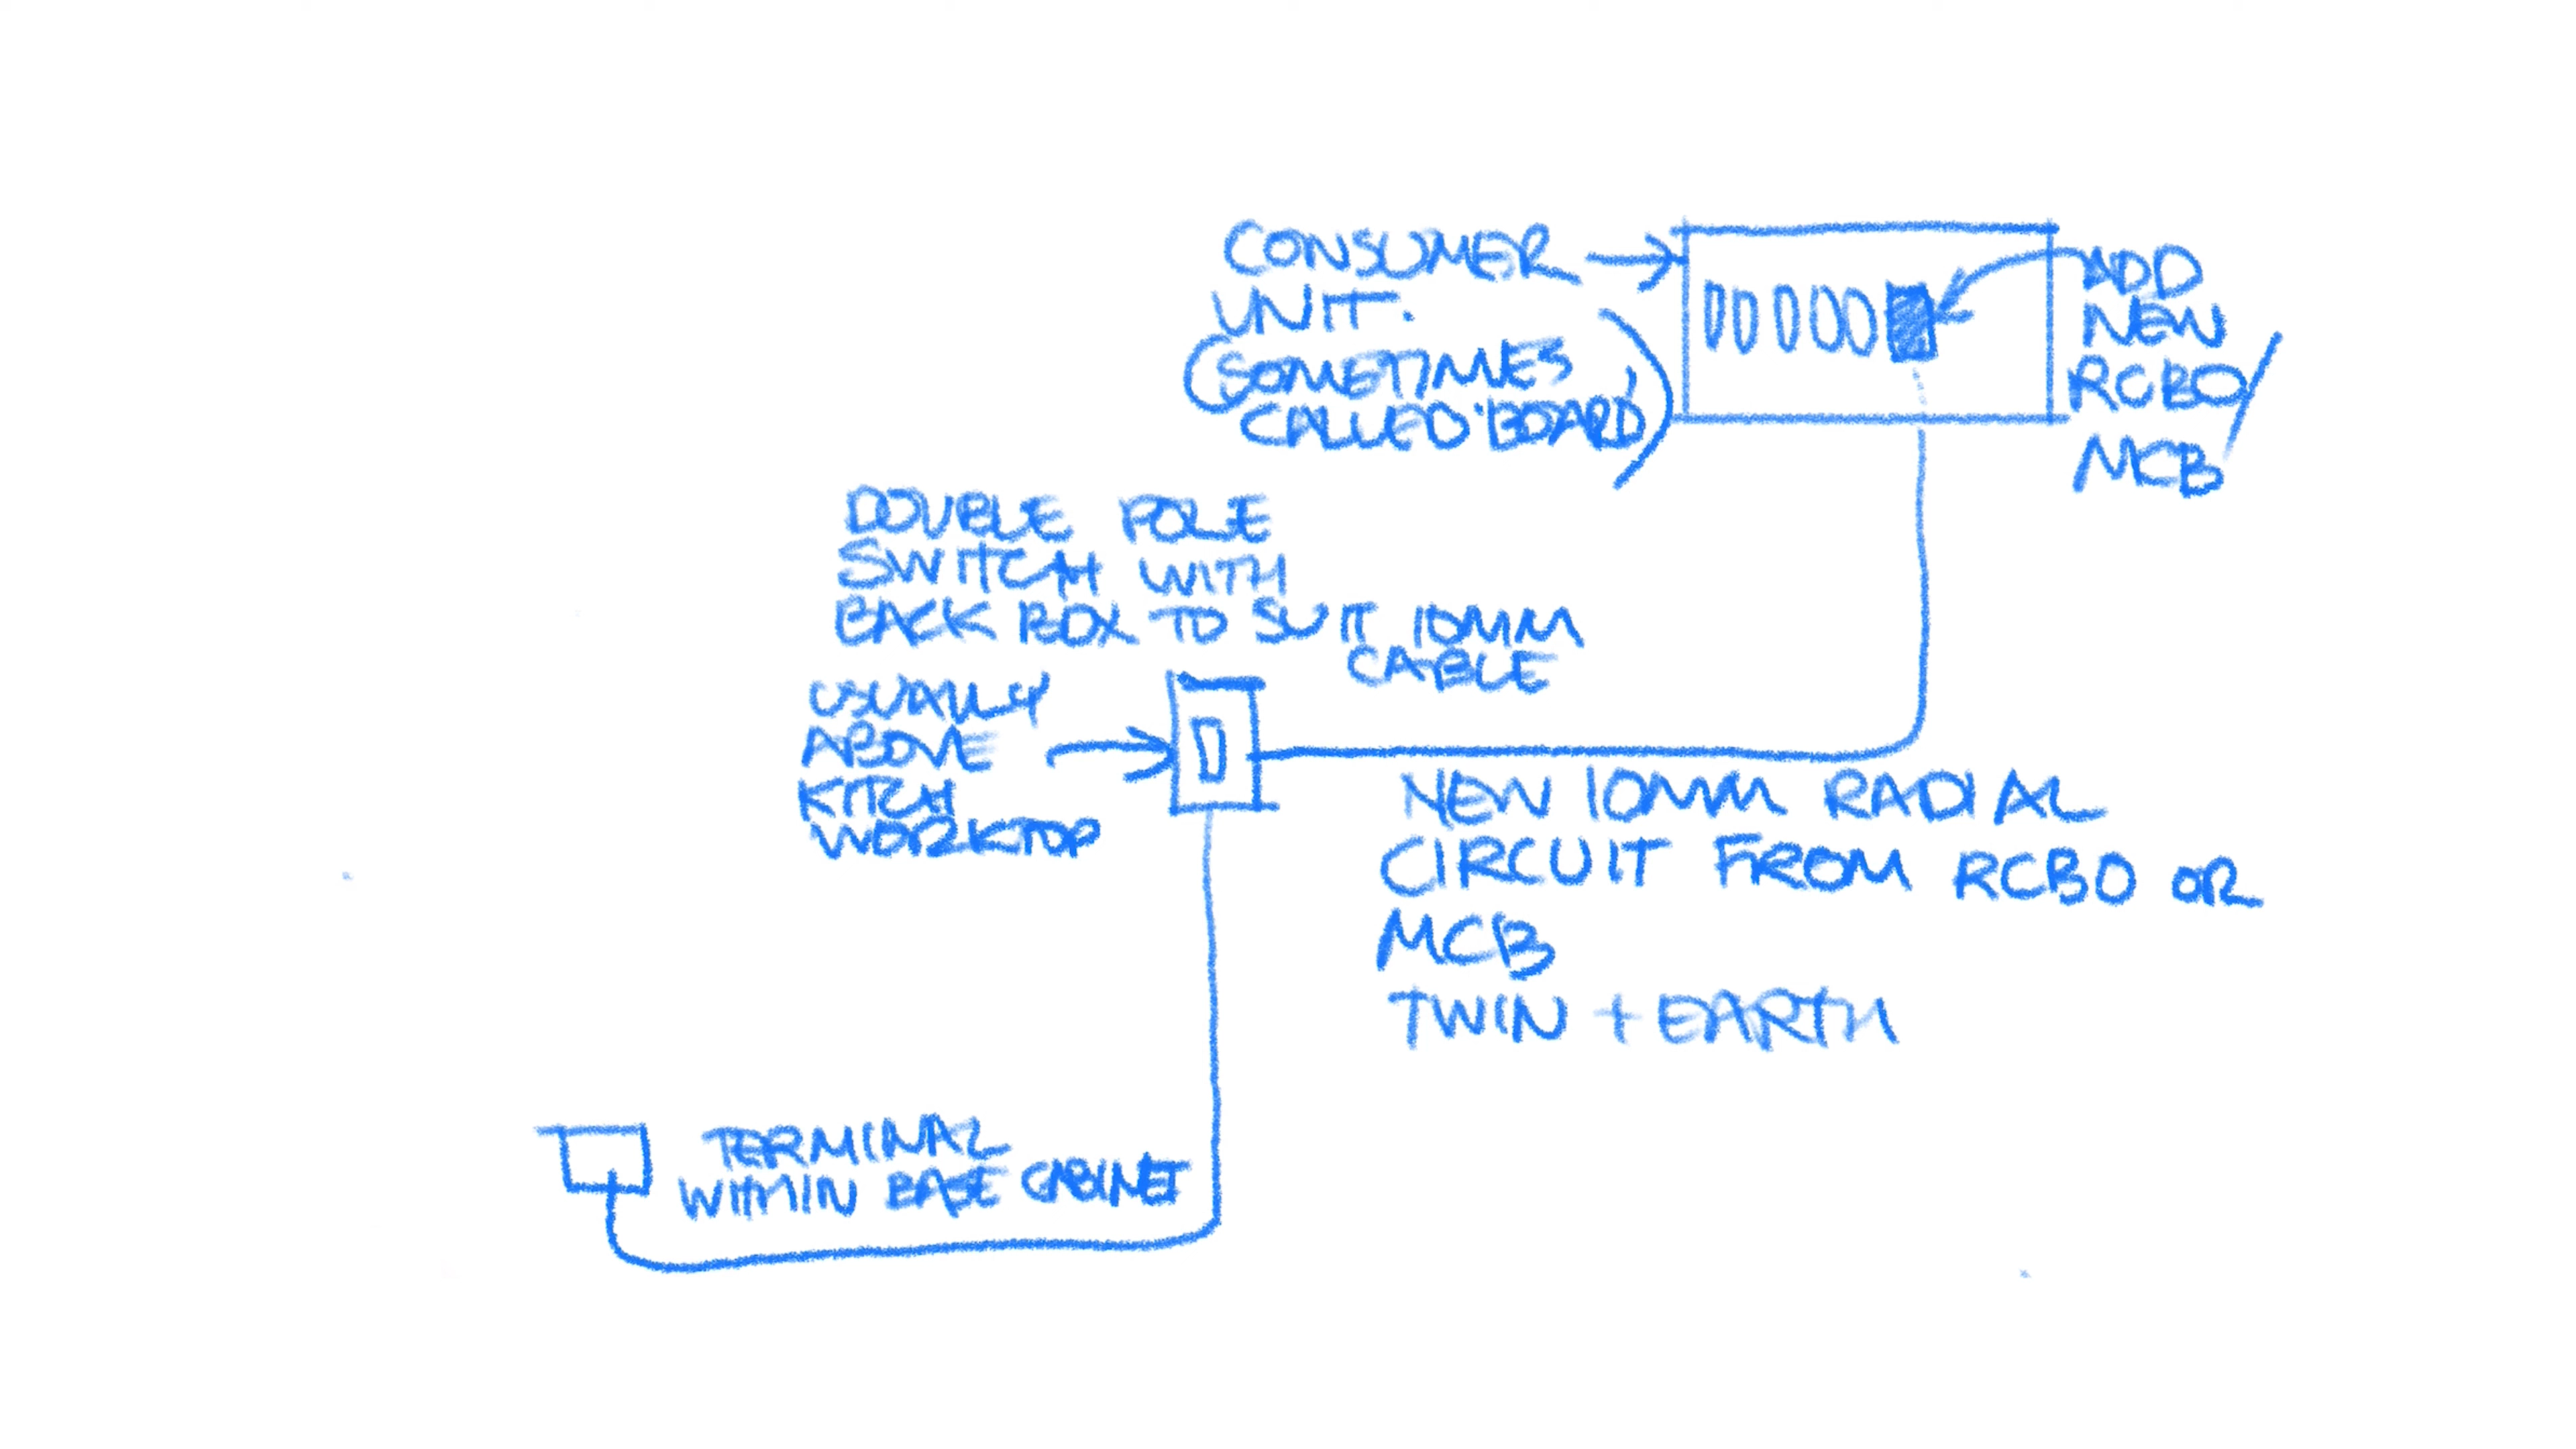 CONSUMER
UNIT.
(SOMETIMES
CALLED 'BOARD')
ADD
NEW
RCBO/
MCB
DOUBLE POLE
SWITCH WITH
BACK BOX TO SUIT 10MM
CABLE
USUALLY
ABOVE
KITCH
WORKTOP
NEW 10MM RADIAL
CIRCUIT FROM RCBO OR
MCB
TWIN + EARTH
TERMINAL
WITHIN BASE CABINET